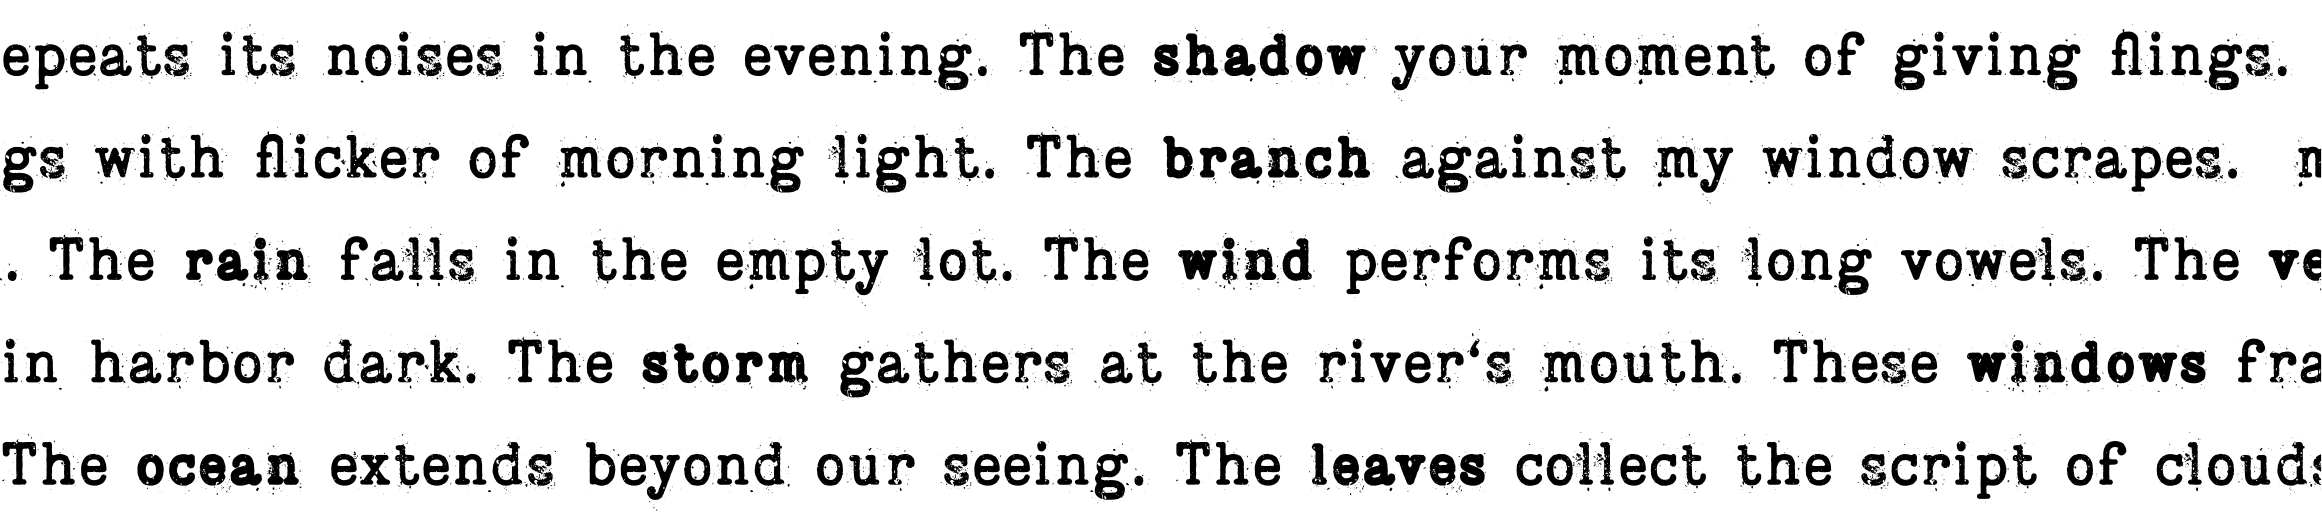 epeats its noises in the evening. The shadow your moment of giving flings.
gs with flicker of morning light. The branch against my window scrapes.
. The rain falls in the empty lot. The wind performs its long vowels. The ve
in harbor dark. The storm gathers at the river‘s mouth. These windows fra
The ocean extends beyond our seeing. The leaves collect the script of clouds